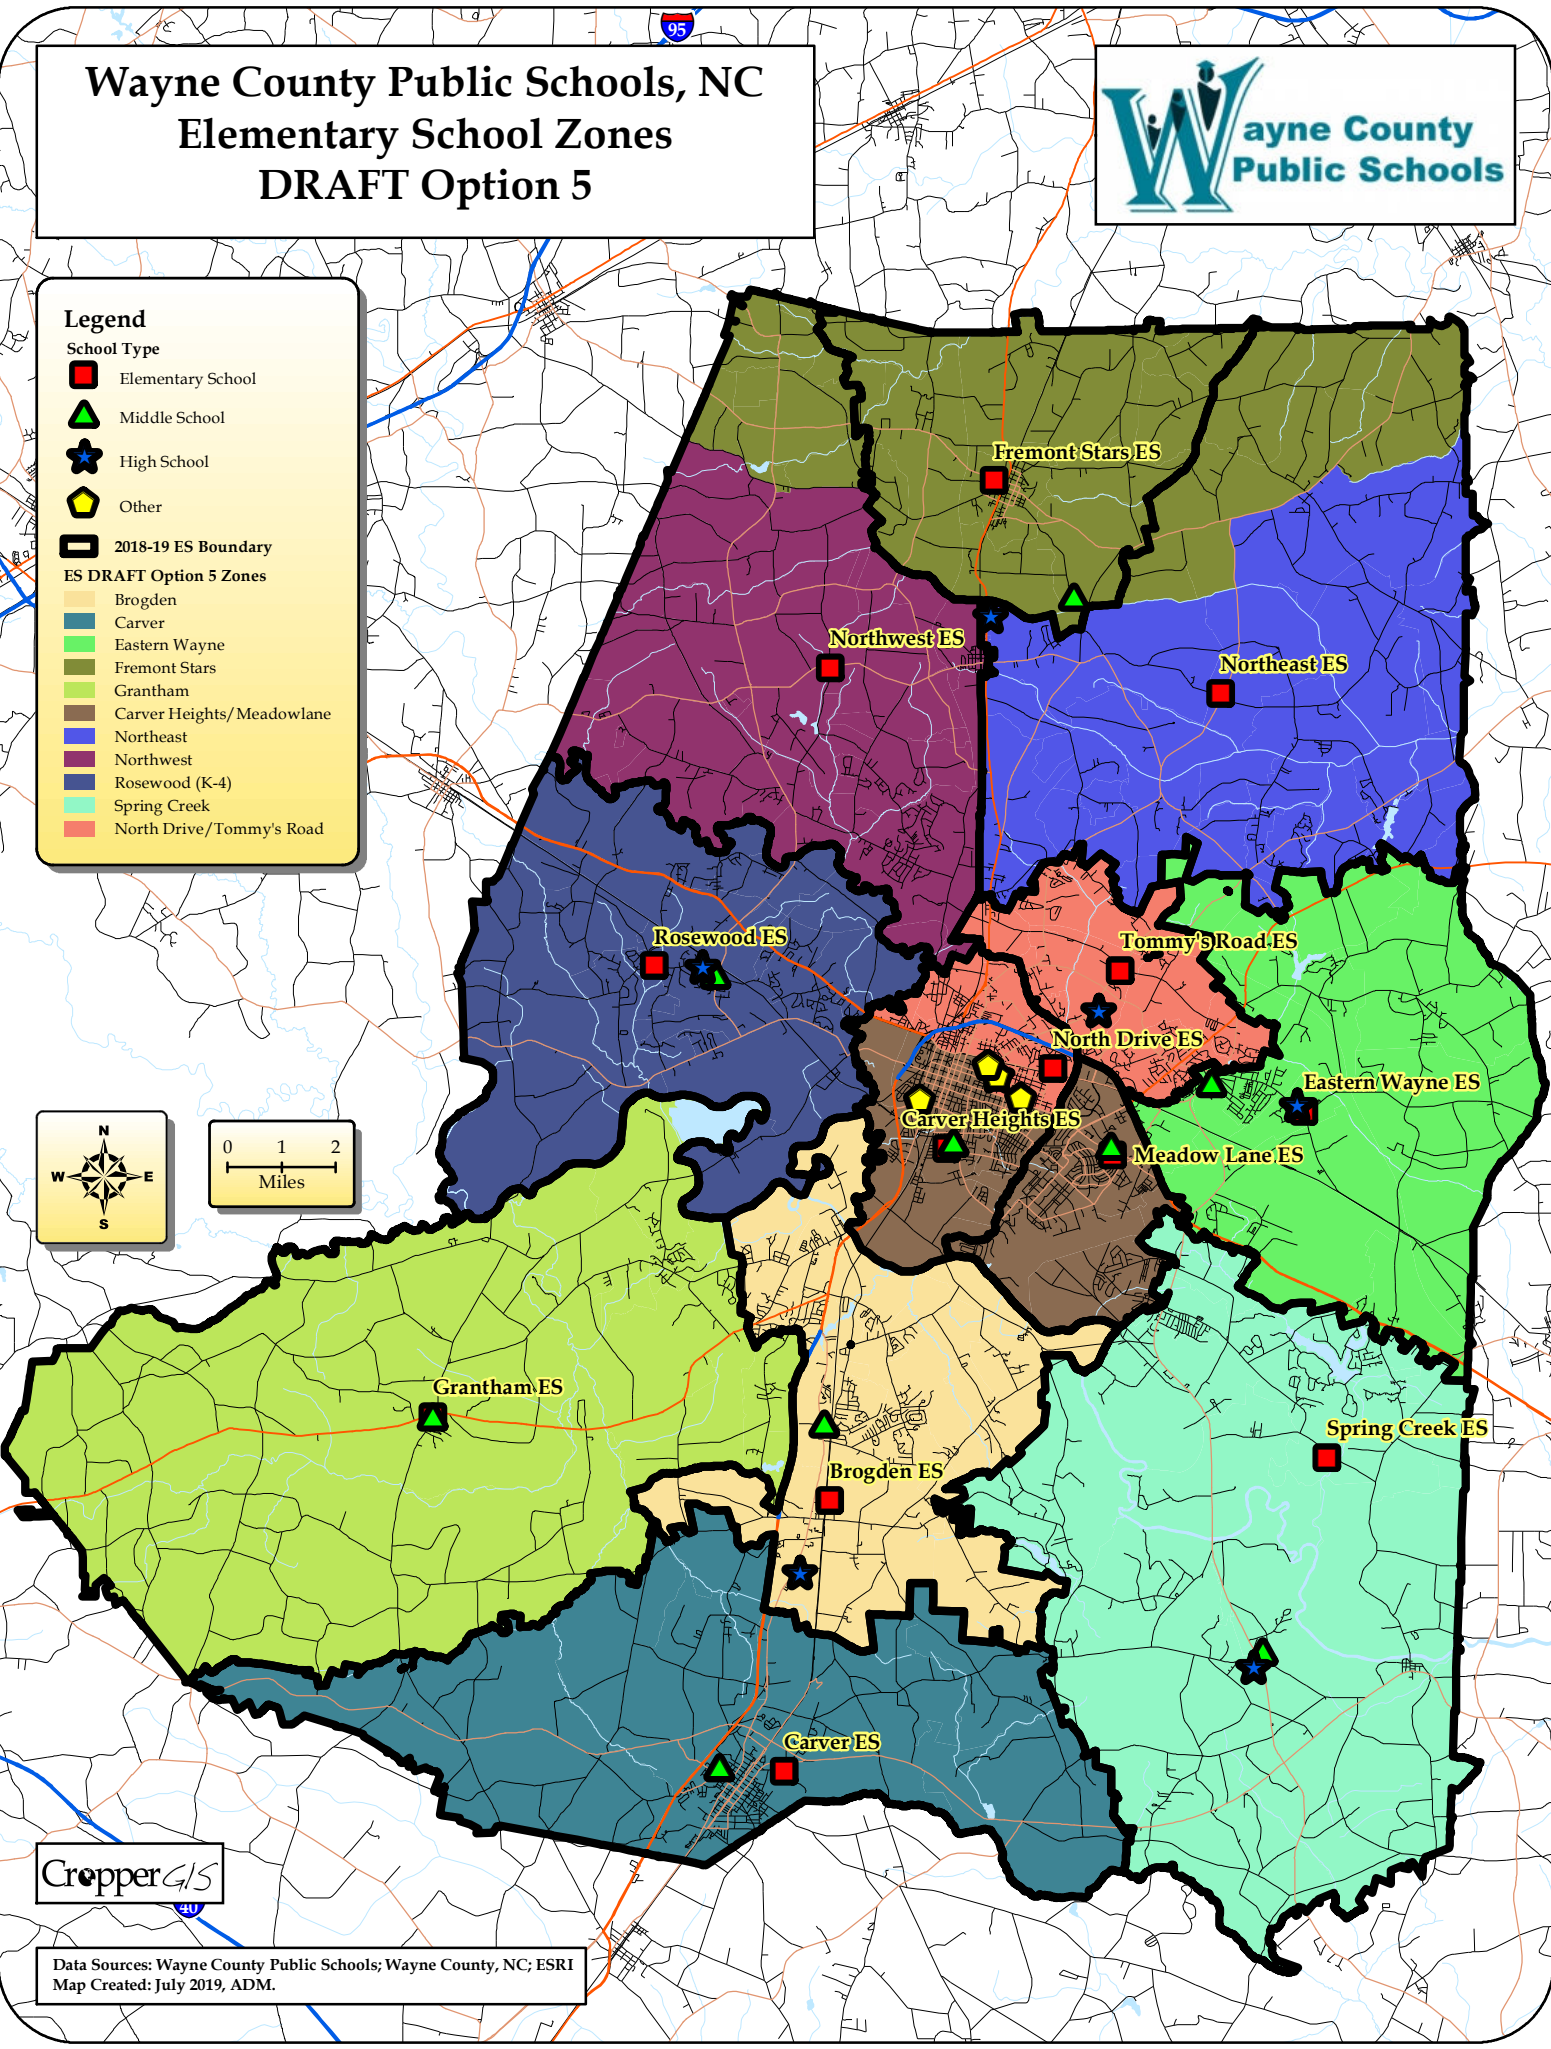 95
Wayne County Public Schools, NC
Elementary School Zones
DRAFT Option 5
Wayne County
Public Schools
Legend
School Type
Elementary School
Middle School
High School
Other
2018-19 ES Boundary
ES DRAFT Option 5 Zones
Brogden
Carver
Eastern Wayne
Fremont Stars
Grantham
Carver Heights/Meadowlane
Northeast
Northwest
Rosewood (K-4)
Spring Creek
North Drive/Tommy's Road
Fremont Stars ES
Northwest ES
Northeast ES
Rosewood ES
Tommy's Road ES
North Drive ES
Eastern Wayne ES
Carver Heights ES
Meadow Lane ES
N
W E
S
0 1 2
Miles
Grantham ES
Spring Creek ES
Brogden ES
Carver ES
Cropper GIS
40
Data Sources: Wayne County Public Schools; Wayne County, NC; ESRI
Map Created: July 2019, ADM.